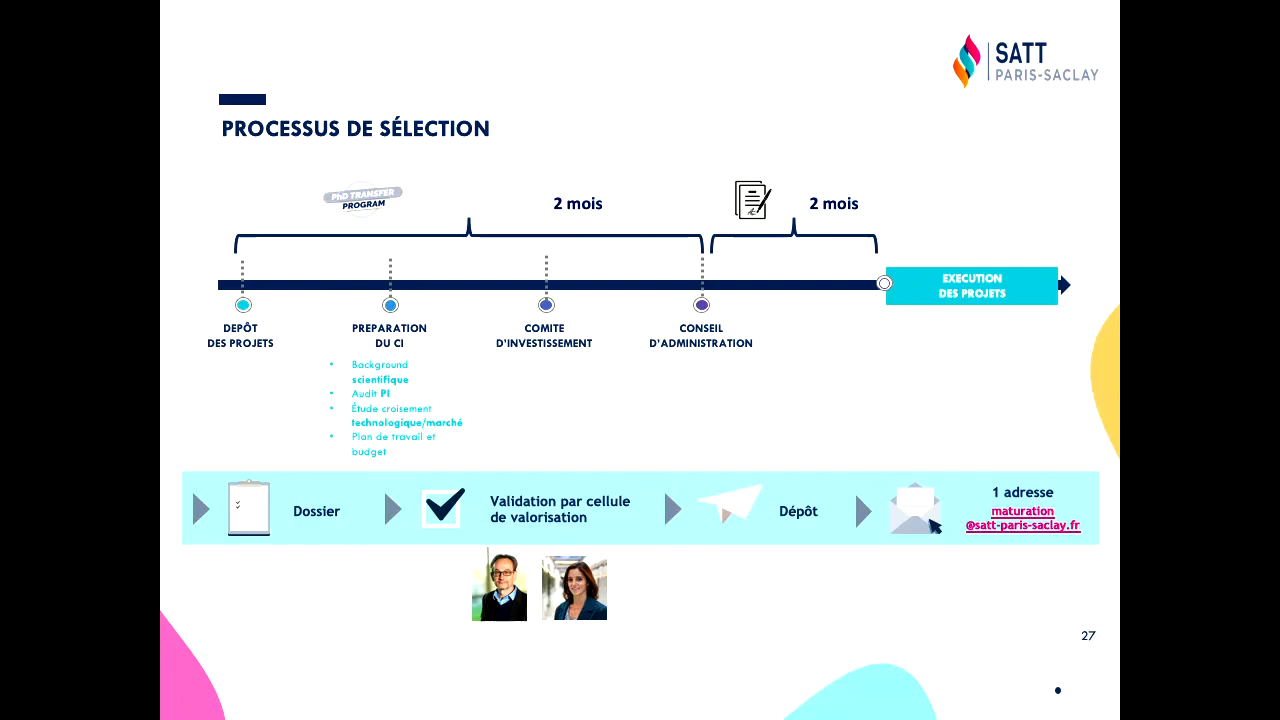 SATT
PARIS-SACLAY
PROCESSUS DE SÉLECTION
PhD TRANSFER
PROGRAM
2 mois
2 mois
EXECUTION
DES PROJETS
DEPÔT
DES PROJETS
PREPARATION
DU CI
COMITE
D'INVESTISSEMENT
CONSEIL
D'ADMINISTRATION
• Background
scientifique
• Audit PI
• Étude croisement
technologique/marché
• Plan de travail et
budget
Dossier
Validation par cellule
de valorisation
Dépôt
1 adresse
maturation
@satt-paris-saclay.fr
27